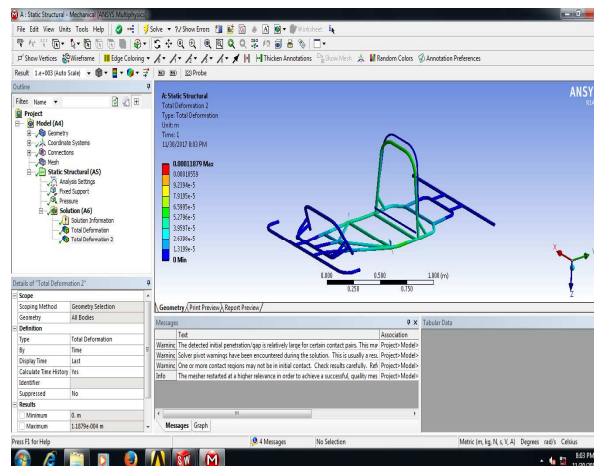 A : Static Structural - Mechanical [ANSYS Multiphysics]
File Edit View Units Tools Help Solve ?/ Show Errors Worksheet
Show Vertices Wireframe Edge Coloring Thicken Annotations Show Mesh Random Colors Annotation Preferences
Result 1.e+003 (Auto Scale) Probe
Outline
Filter: Name
Project
Model (A4)
Geometry
Coordinate Systems
Connections
Mesh
Static Structural (A5)
Analysis Settings
Fixed Support
Pressure
Solution (A6)
Solution Information
Total Deformation
Total Deformation 2
A: Static Structural
Total Deformation 2
Type: Total Deformation
Unit: m
Time: 1
11/30/2017 8:03 PM
0.00011879 Max
0.00010559
9.2394e-5
7.9195e-5
6.5995e-5
5.2796e-5
3.9597e-5
2.6398e-5
1.3199e-5
0 Min
ANSY
0.000 0.500 1.000 (m)
0.250 0.750
X Y Z
Geometry Print Preview Report Preview
Details of "Total Deformation 2"
Scope
Scoping Method Geometry Selection
Geometry All Bodies
Definition
Type Total Deformation
By Time
Display Time Last
Calculate Time History Yes
Identifier
Suppressed No
Results
Minimum 0. m
Maximum 1.1879e-004 m
Messages
Text Association
Warning The detected initial penetration/gap is relatively large for certain contact pairs. This ma Project>Model>
Warning Solver pivot warnings have been encountered during the solution. This is usually a resu Project>Model>
Warning One or more contact regions may not be in initial contact. Check results carefully. Ref Project>Model>
Info The mesher restarted at a higher relevance in order to achieve a successful, quality mes Project>Model>
Messages Graph
Tabular Data
Press F1 for Help 4 Messages No Selection Metric (m, kg, N, s, V, A) Degrees rad/s Celsius
8:03 PM